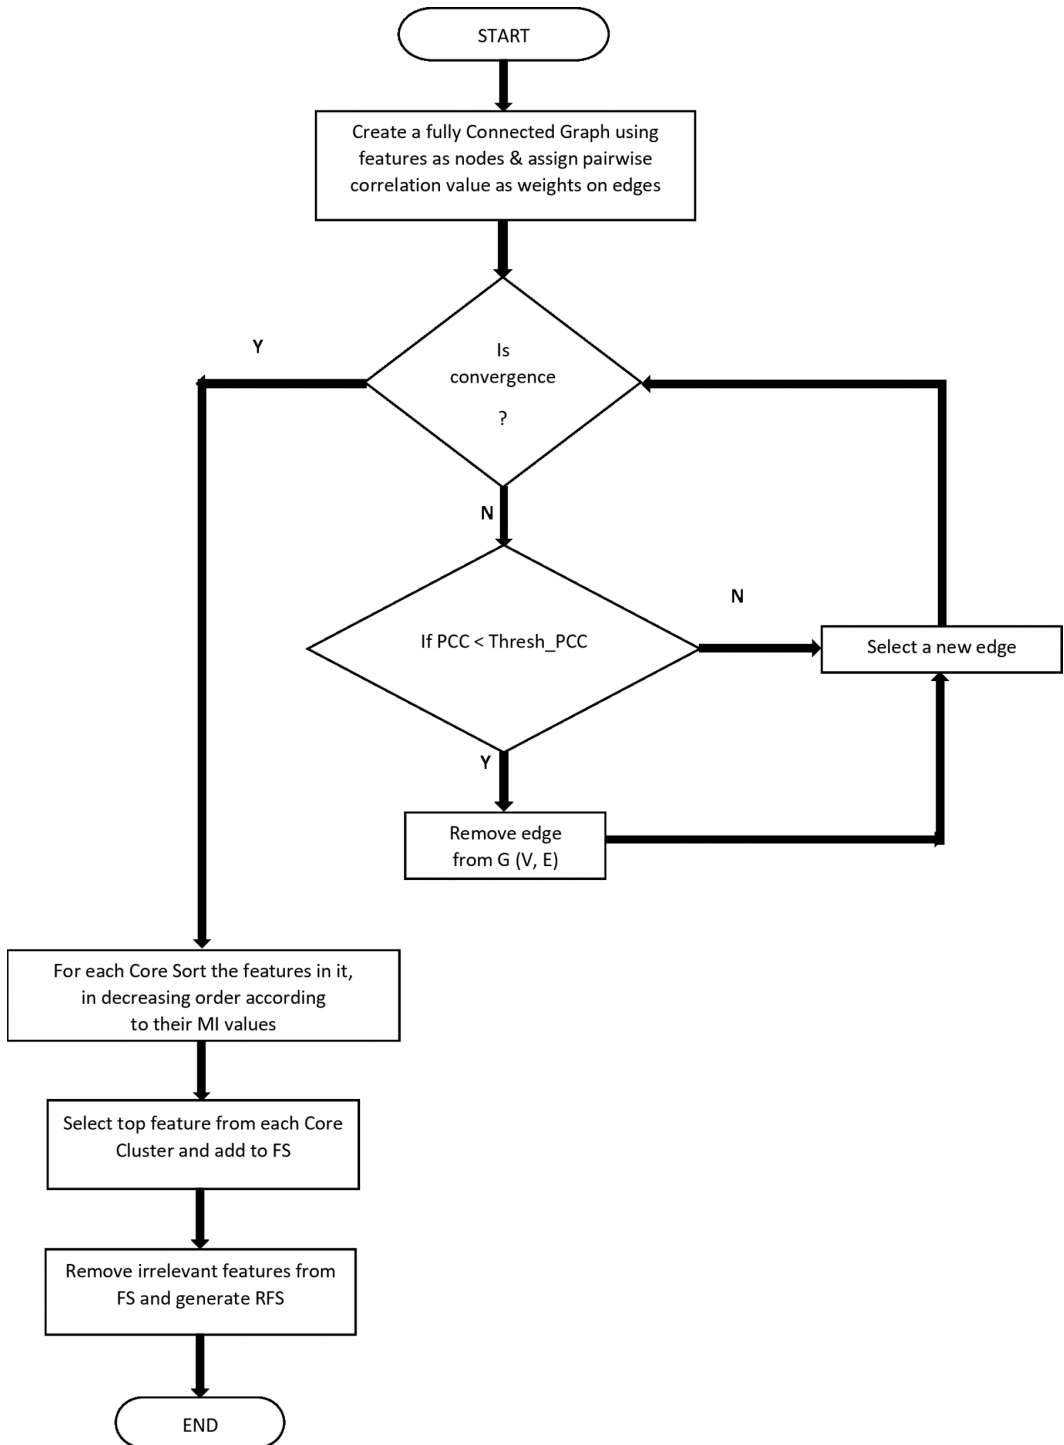 START
Create a fully Connected Graph using
features as nodes & assign pairwise
correlation value as weights on edges
Y
Is
convergence
?
N
If PCC < Thresh_PCC
N
Select a new edge
Y
Remove edge
from G (V, E)
For each Core Sort the features in it,
in decreasing order according
to their MI values
Select top feature from each Core
Cluster and add to FS
Remove irrelevant features from
FS and generate RFS
END